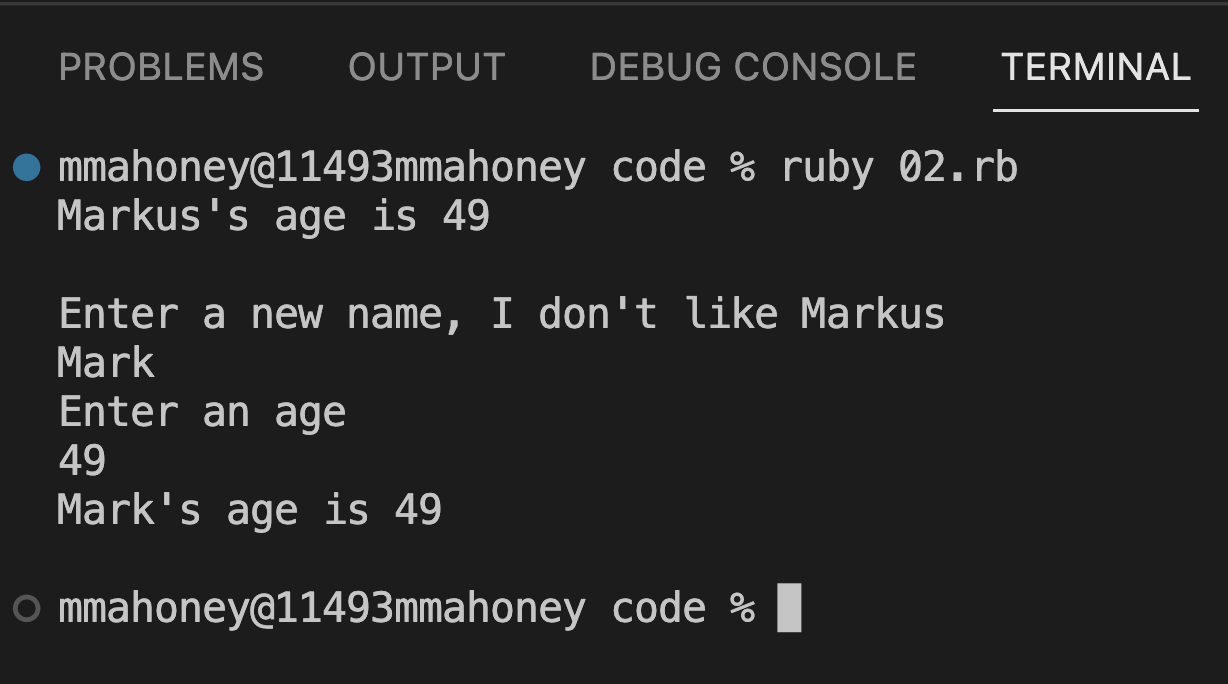 PROBLEMS OUTPUT DEBUG CONSOLE TERMINAL
mmahoney@11493mmahoney code % ruby 02.rb
Markus's age is 49
Enter a new name, I don't like Markus
Mark
Enter an age
49
Mark's age is 49
mmahoney@11493mmahoney code %